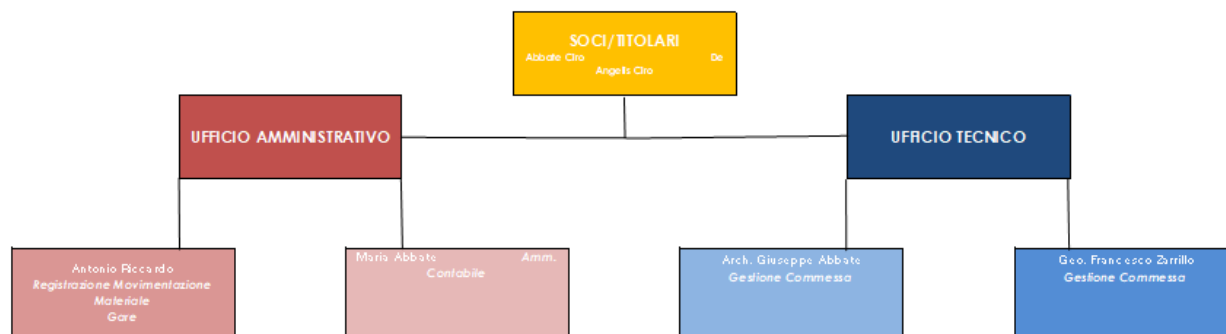 SOCI/TITOLARI
Abbate Ciro De
Angelis Ciro
UFFICIO AMMINISTRATIVO
UFFICIO TECNICO
Antonio Riccardo
Registrazione Movimentazione
Materiale
Gare
Maria Abbate Amm.
Contabile
Arch. Giuseppe Abbate
Gestione Commessa
Geo. Francesco Zarrillo
Gestione Commessa